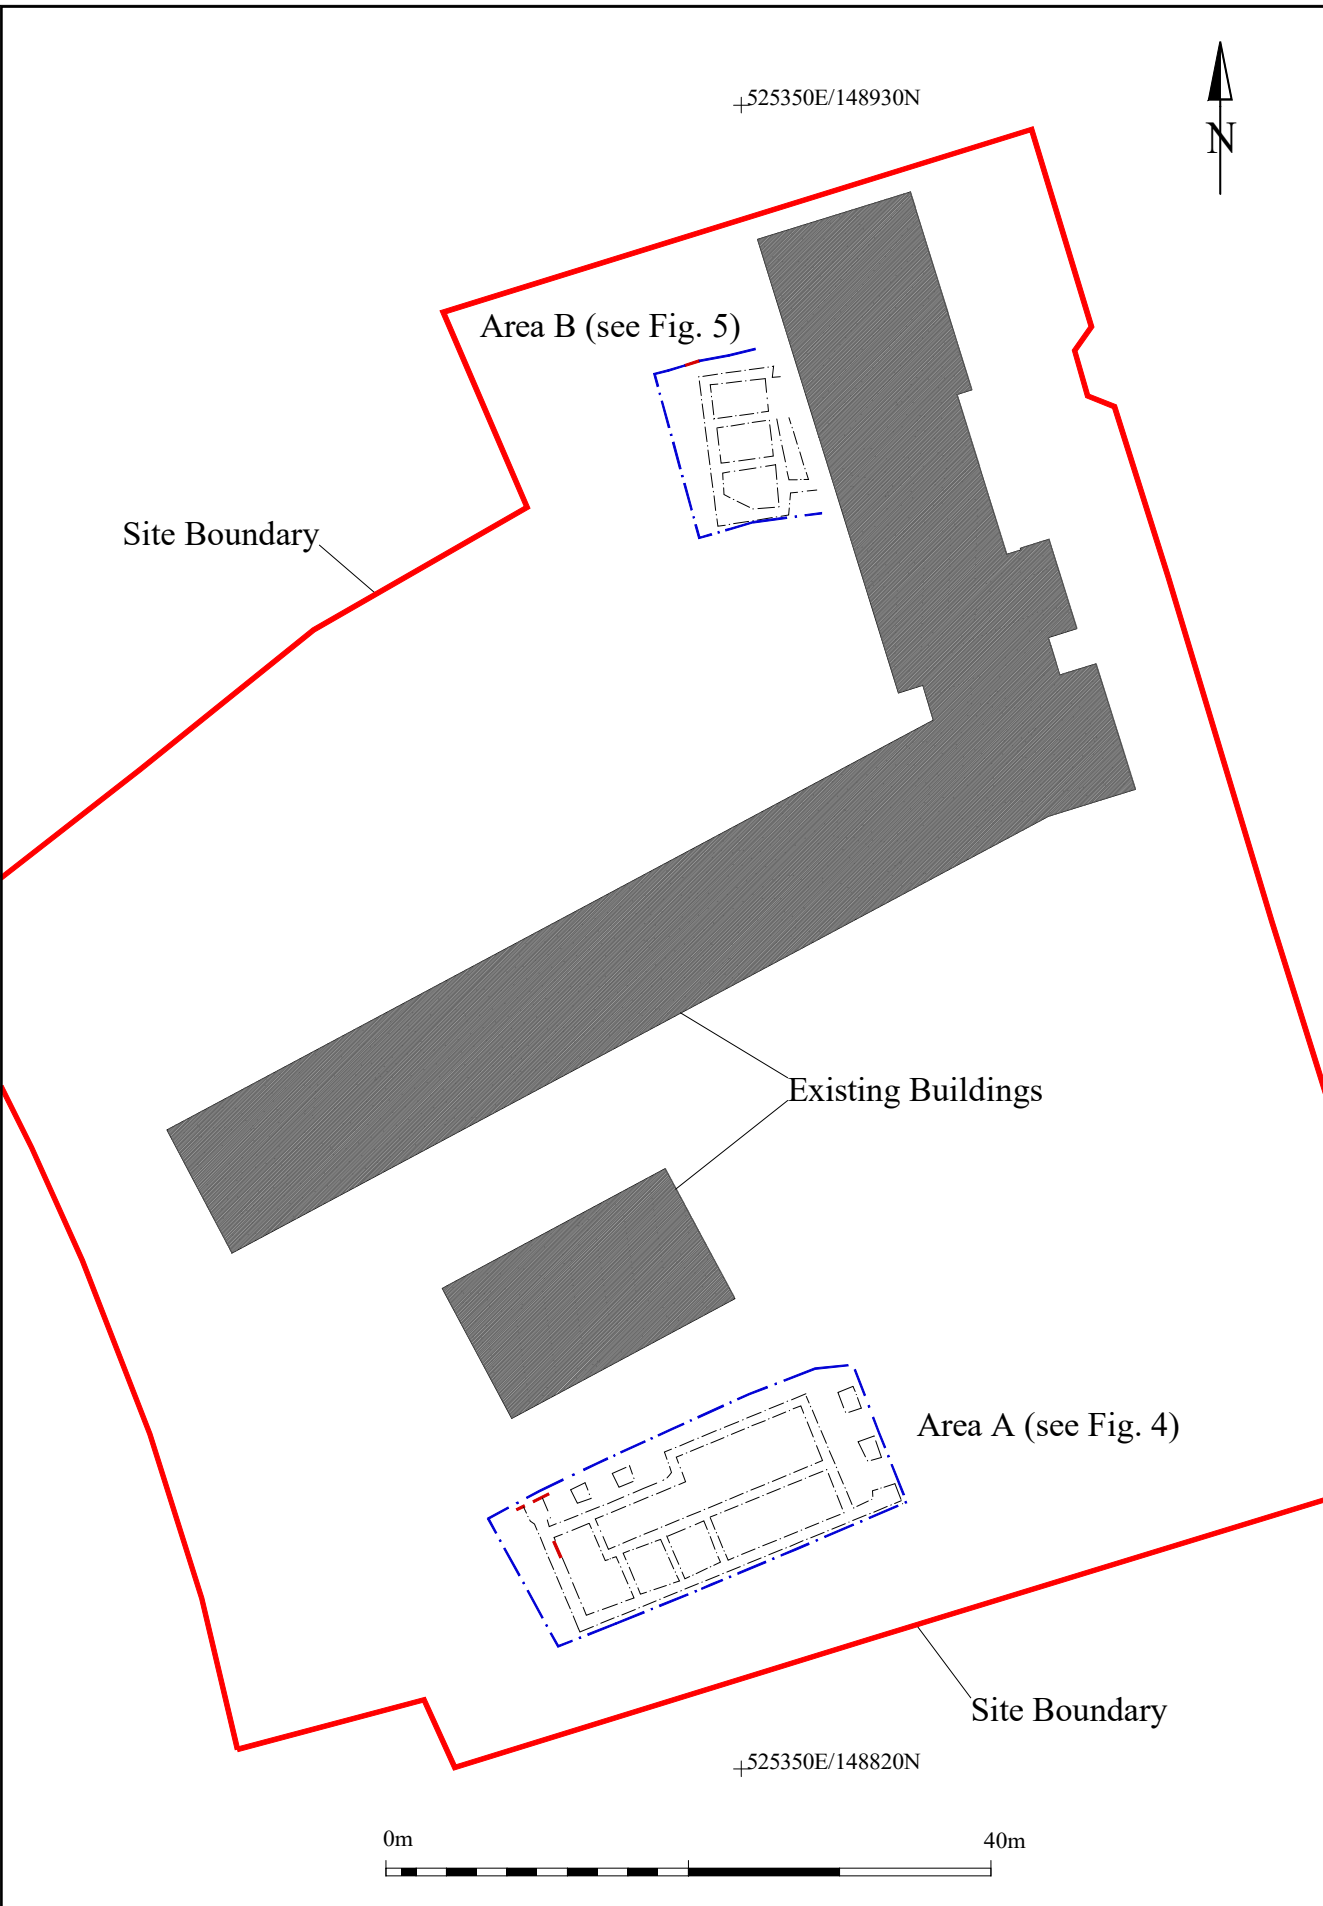 525350E/148930N
N
Area B (see Fig. 5)
Site Boundary
Existing Buildings
Area A (see Fig. 4)
Site Boundary
525350E/148820N
0m
40m